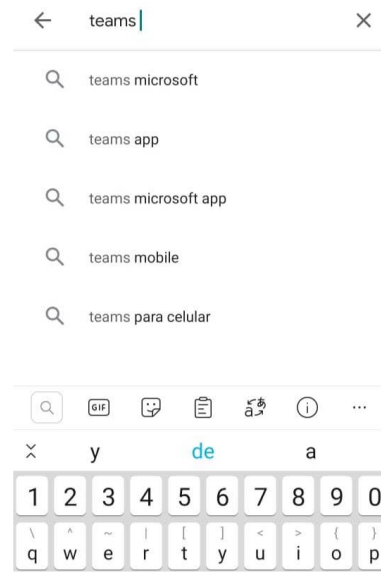 teams
teams microsoft
teams app
teams microsoft app
teams mobile
teams para celular
GIF
y de a
1 2 3 4 5 6 7 8 9 0
\ ^ ~ | [ ] < > { }
q w e r t y u i o p